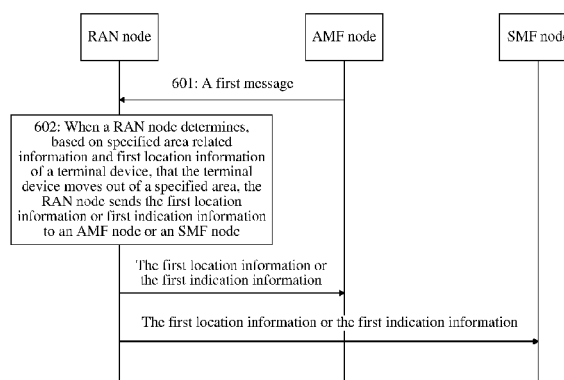 RAN node
AMF node
SMF node
601: A first message
602: When a RAN node determines,
based on specified area related
information and first location information
of a terminal device, that the terminal
device moves out of a specified area, the
RAN node sends the first location
information or first indication information
to an AMF node or an SMF node
The first location information or
the first indication information
The first location information or the first indication information